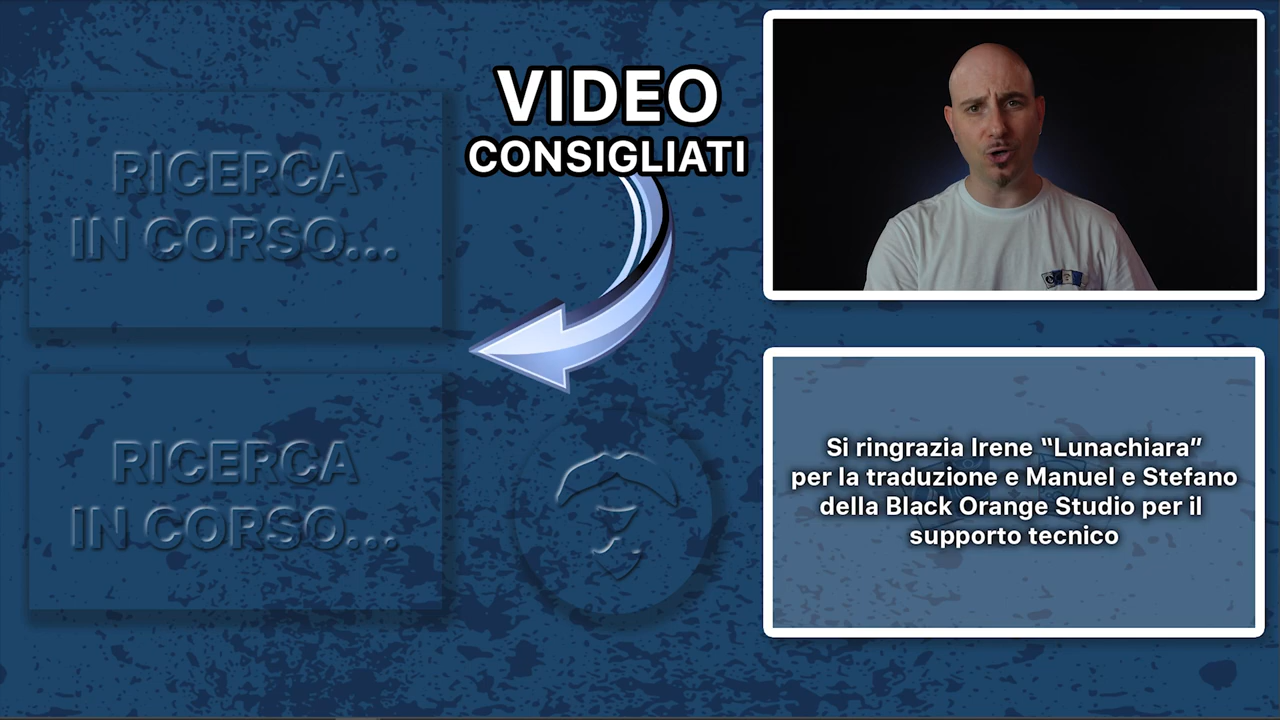 VIDEO
CONSIGLIATI
RICERCA
IN CORSO...
RICERCA
IN CORSO...
Si ringrazia Irene “Lunachiara”
per la traduzione e Manuel e Stefano
della Black Orange Studio per il
supporto tecnico